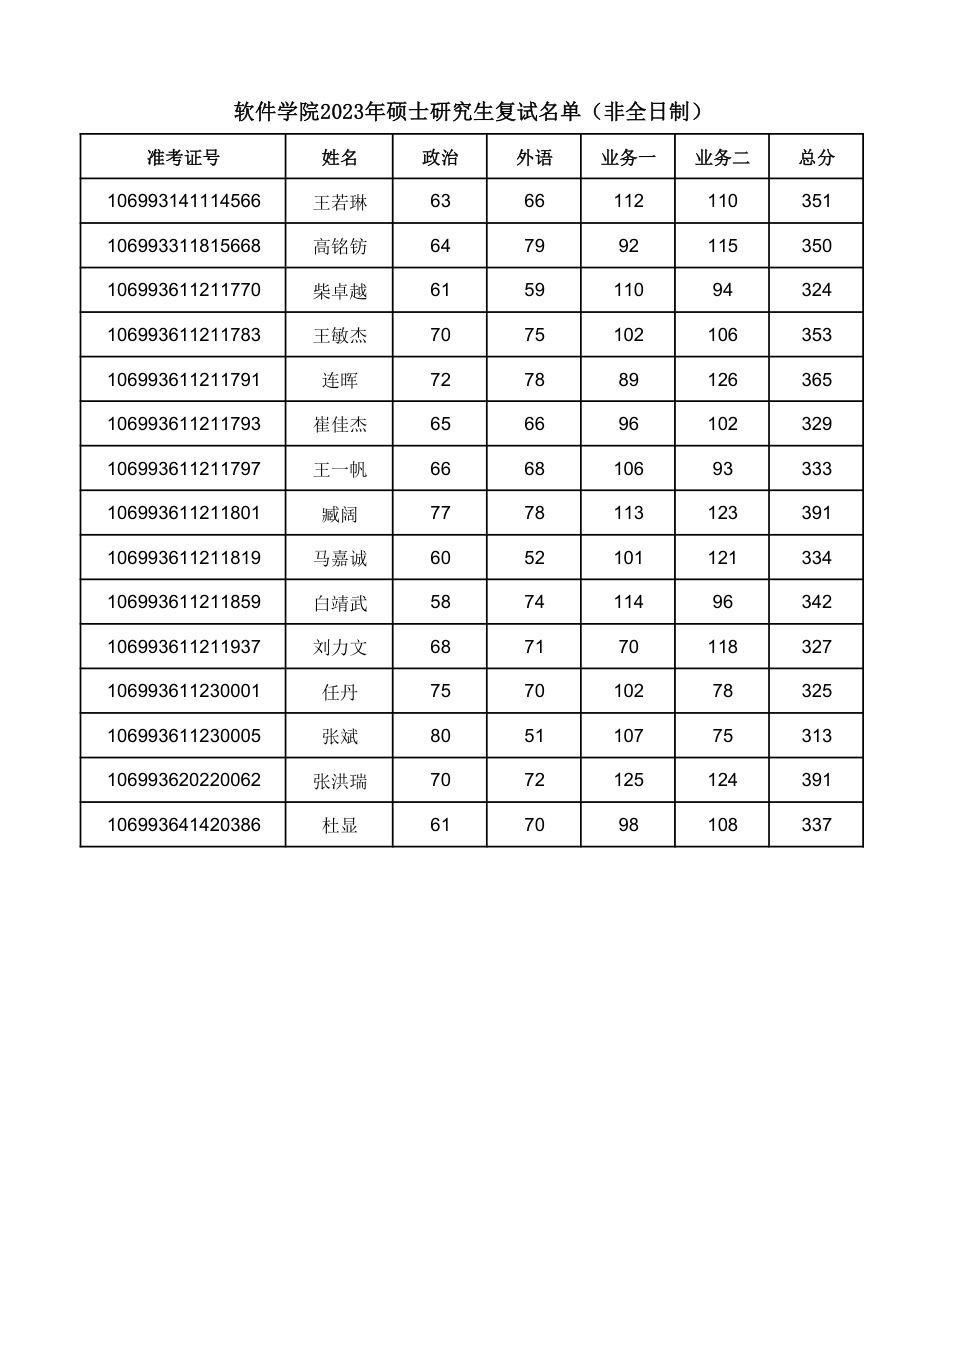 软件学院2023年硕士研究生复试名单（非全日制）
准考证号 姓名 政治 外语 业务一 业务二 总分
106993141114566 王若琳 63 66 112 110 351
106993311815668 高铭钫 64 79 92 115 350
106993611211770 柴卓越 61 59 110 94 324
106993611211783 王敏杰 70 75 102 106 353
106993611211791 连晖 72 78 89 126 365
106993611211793 崔佳杰 65 66 96 102 329
106993611211797 王一帆 66 68 106 93 333
106993611211801 臧阔 77 78 113 123 391
106993611211819 马嘉诚 60 52 101 121 334
106993611211859 白靖武 58 74 114 96 342
106993611211937 刘力文 68 71 70 118 327
106993611230001 任丹 75 70 102 78 325
106993611230005 张斌 80 51 107 75 313
106993620220062 张洪瑞 70 72 125 124 391
106993641420386 杜显 61 70 98 108 337